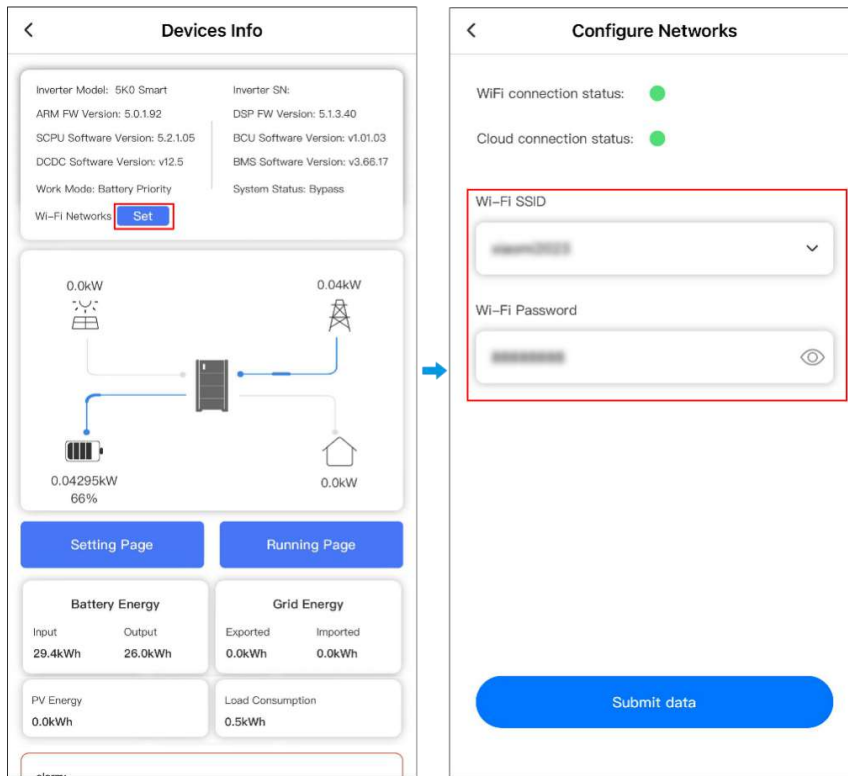 Devices Info
Inverter Model: 5K0 Smart
Inverter SN:
ARM FW Version: 5.0.1.92
DSP FW Version: 5.1.3.40
SCPU Software Version: 5.2.1.05
BCU Software Version: v1.01.03
DCDC Software Version: v12.5
BMS Software Version: v3.66.17
Work Mode: Battery Priority
System Status: Bypass
Wi-Fi Networks
Set
0.0kW
0.04kW
0.04295kW
66%
0.0kW
Setting Page
Running Page
Battery Energy
Input
Output
29.4kWh
26.0kWh
Grid Energy
Exported
Imported
0.0kWh
0.0kWh
PV Energy
0.0kWh
Load Consumption
0.5kWh
Configure Networks
WiFi connection status:
Cloud connection status:
Wi-Fi SSID
Wi-Fi Password
Submit data